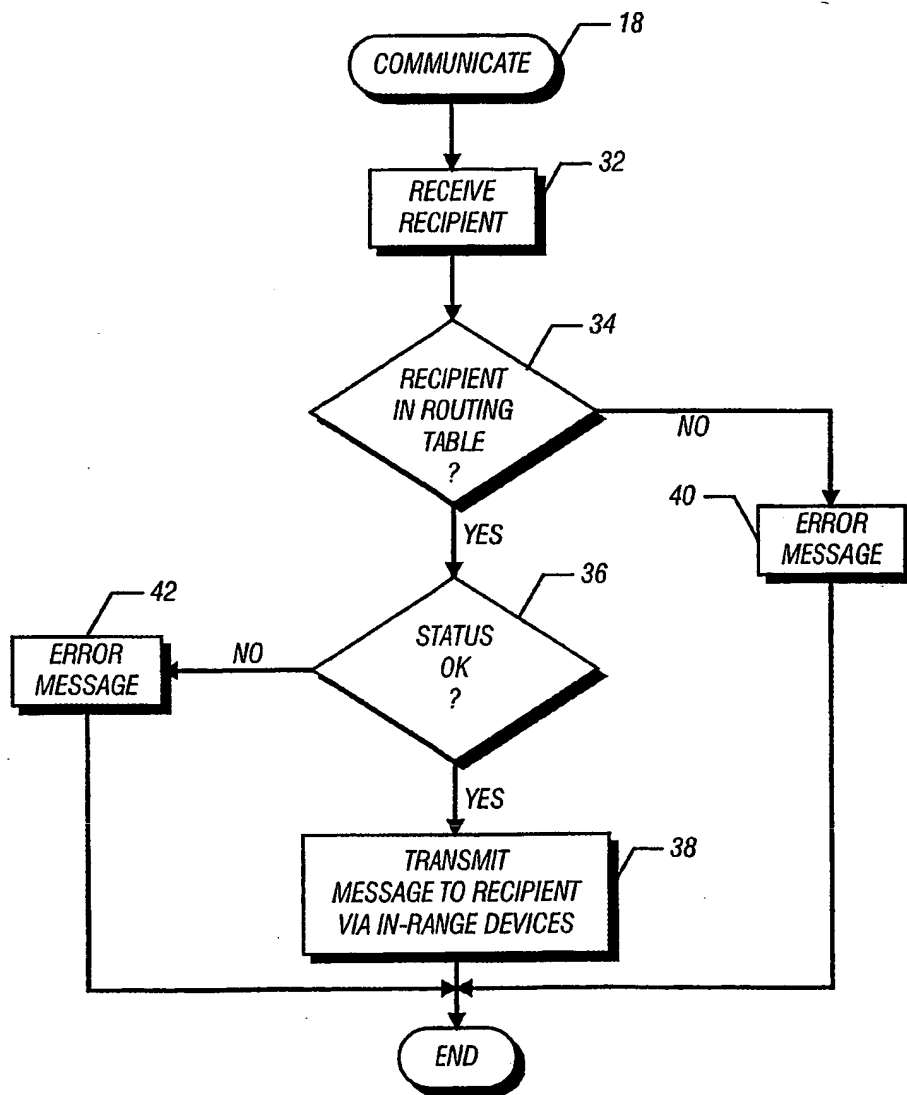 18
COMMUNICATE
32
RECEIVE
RECIPIENT
34
RECIPIENT
IN ROUTING
TABLE
?
NO
40
ERROR
MESSAGE
YES
36
42
STATUS
OK
?
NO
ERROR
MESSAGE
YES
38
TRANSMIT
MESSAGE TO RECIPIENT
VIA IN-RANGE DEVICES
END